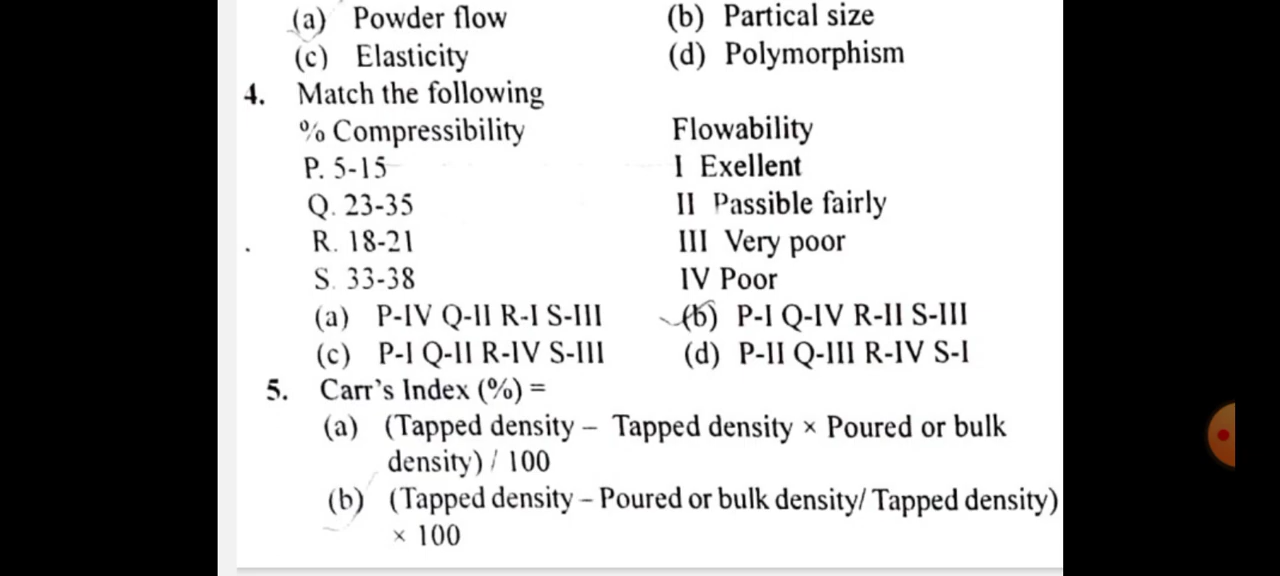 (a) Powder flow (b) Partical size
(c) Elasticity (d) Polymorphism
4. Match the following
% Compressibility Flowability
P. 5-15 I Exellent
Q. 23-35 II Passible fairly
R. 18-21 III Very poor
S. 33-38 IV Poor
(a) P-IV Q-II R-I S-III (b) P-I Q-IV R-II S-III
(c) P-I Q-II R-IV S-III (d) P-II Q-III R-IV S-I
5. Carr's Index (%) =
(a) (Tapped density – Tapped density × Poured or bulk
density) / 100
(b) (Tapped density – Poured or bulk density/ Tapped density)
× 100